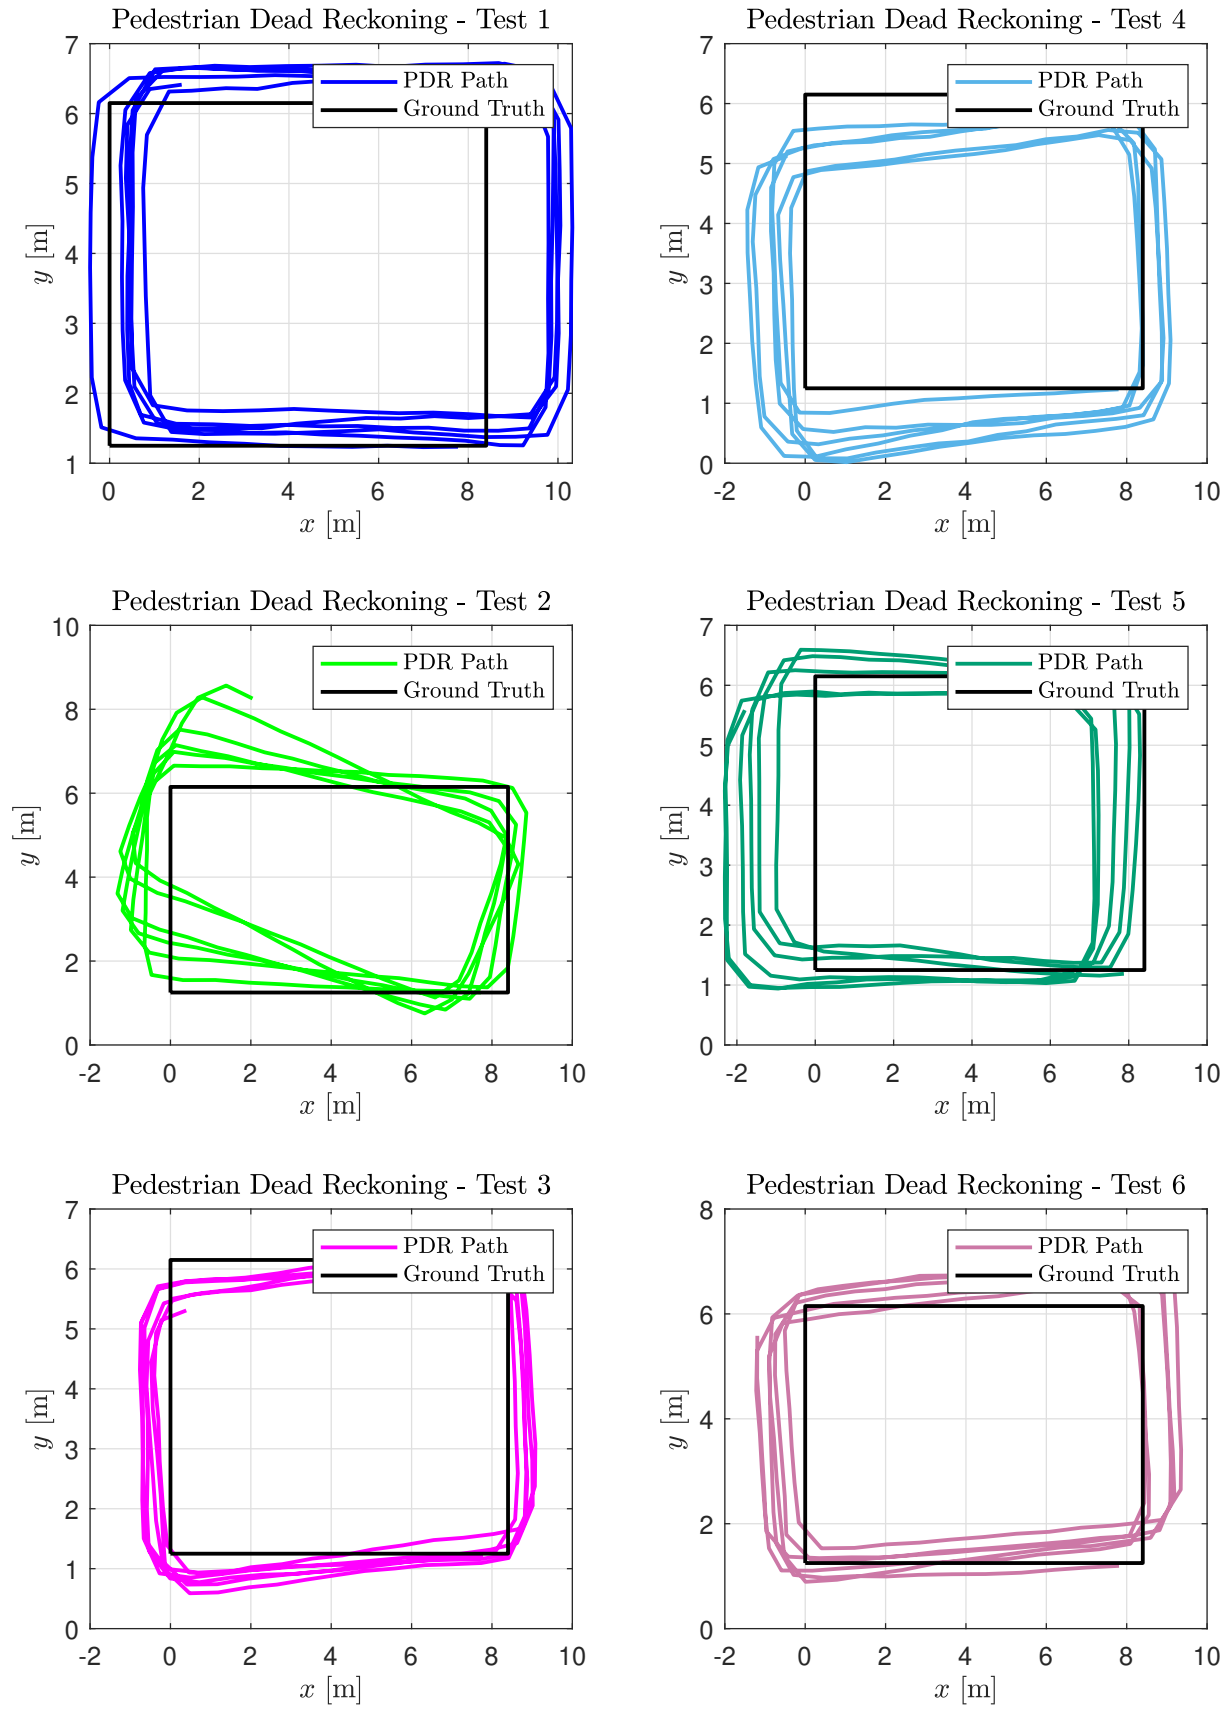 Pedestrian Dead Reckoning - Test 1
7
6
5
4
3
2
1
y [m]
0
2
4
6
8
10
x [m]
PDR Path
Ground Truth
Pedestrian Dead Reckoning - Test 4
7
6
5
4
3
2
1
0
y [m]
-2
0
2
4
6
8
10
x [m]
PDR Path
Ground Truth
Pedestrian Dead Reckoning - Test 2
10
8
6
4
2
0
y [m]
-2
0
2
4
6
8
10
x [m]
PDR Path
Ground Truth
Pedestrian Dead Reckoning - Test 5
7
6
5
4
3
2
1
0
y [m]
-2
0
2
4
6
8
10
x [m]
PDR Path
Ground Truth
Pedestrian Dead Reckoning - Test 3
7
6
5
4
3
2
1
0
y [m]
-2
0
2
4
6
8
10
x [m]
PDR Path
Ground Truth
Pedestrian Dead Reckoning - Test 6
8
6
4
2
0
y [m]
-2
0
2
4
6
8
10
x [m]
PDR Path
Ground Truth